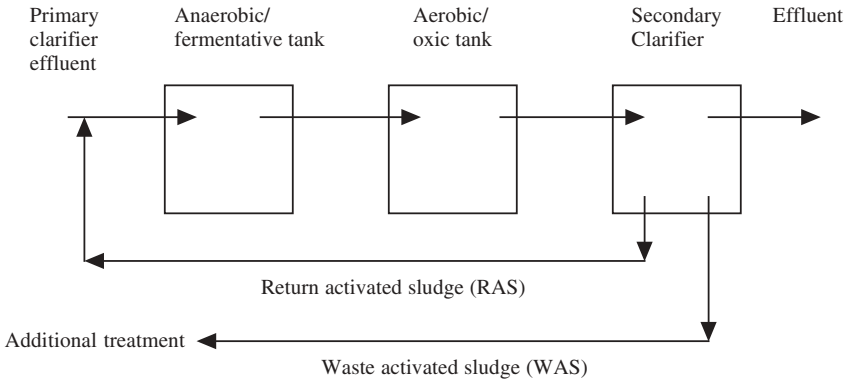 Primary
clarifier
effluent
Anaerobic/
fermentative tank
Aerobic/
oxic tank
Secondary
Clarifier
Effluent
Return activated sludge (RAS)
Additional treatment
Waste activated sludge (WAS)